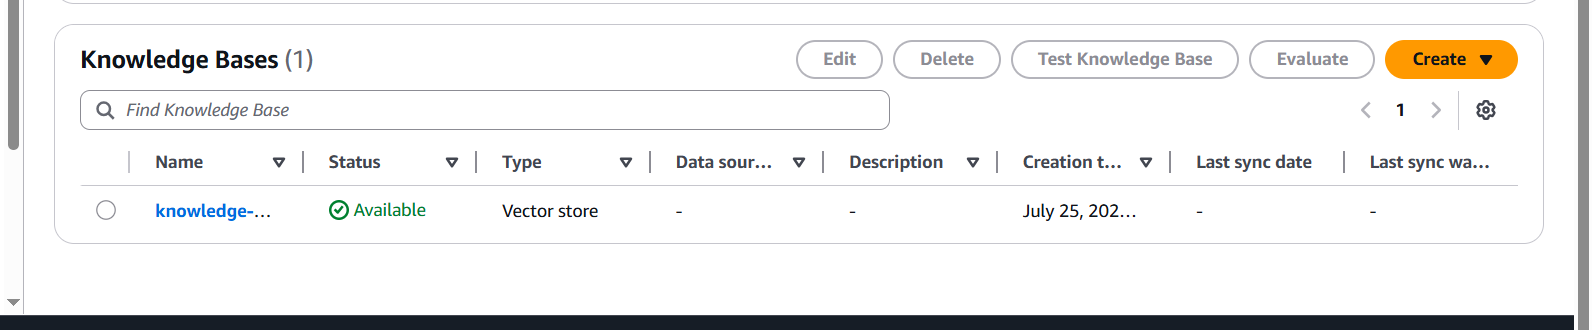 Knowledge Bases (1) Edit Delete Test Knowledge Base Evaluate Create
Find Knowledge Base 1
Name Status Type Data sour... Description Creation t... Last sync date Last sync wa...
knowledge-... Available Vector store - - July 25, 202... - -